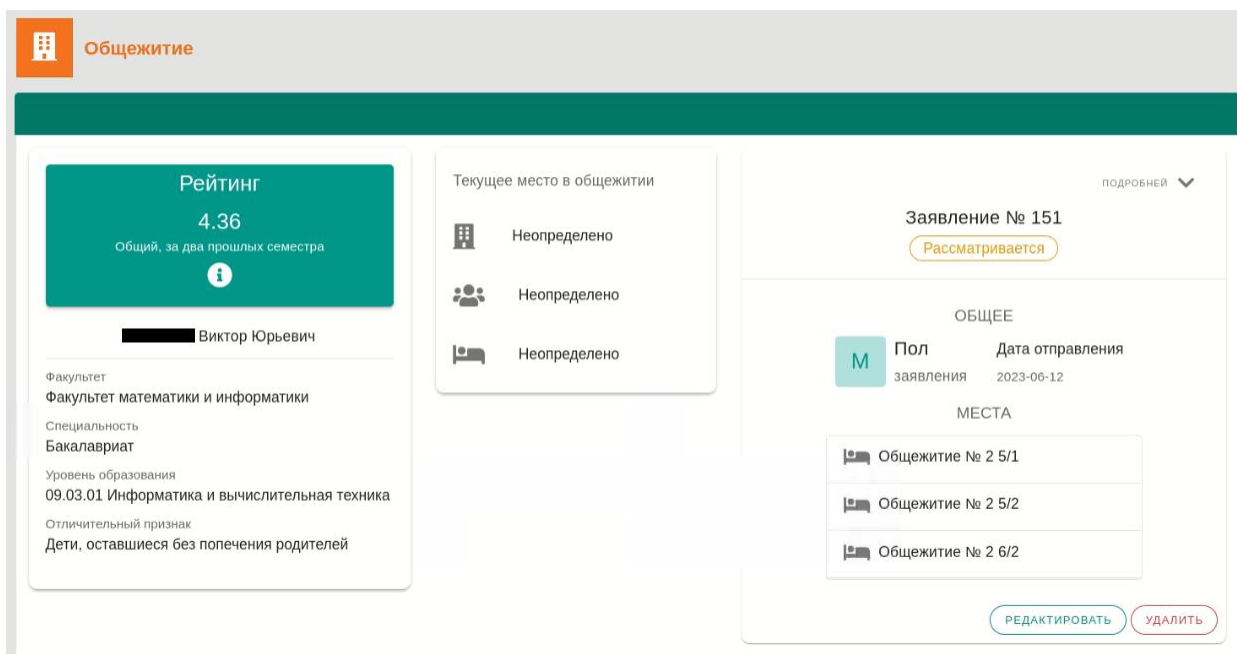 Общежитие
Рейтинг
4.36
Общий, за два прошлых семестра
Виктор Юрьевич
Факультет
Факультет математики и информатики
Специальность
Бакалавриат
Уровень образования
09.03.01 Информатика и вычислительная техника
Отличительный признак
Дети, оставшиеся без попечения родителей
Текущее место в общежитии
Неопределено
Неопределено
Неопределено
ПОДРОБНЕЙ
Заявление № 151
Рассматривается
ОБЩЕЕ
М
Пол
заявления
Дата отправления
2023-06-12
МЕСТА
Общежитие № 2 5/1
Общежитие № 2 5/2
Общежитие № 2 6/2
РЕДАКТИРОВАТЬ
УДАЛИТЬ